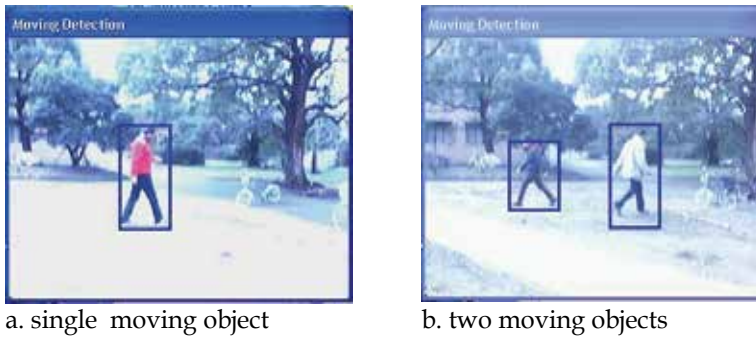 Moving Detection
Moving Detection
a. single moving object
b. two moving objects